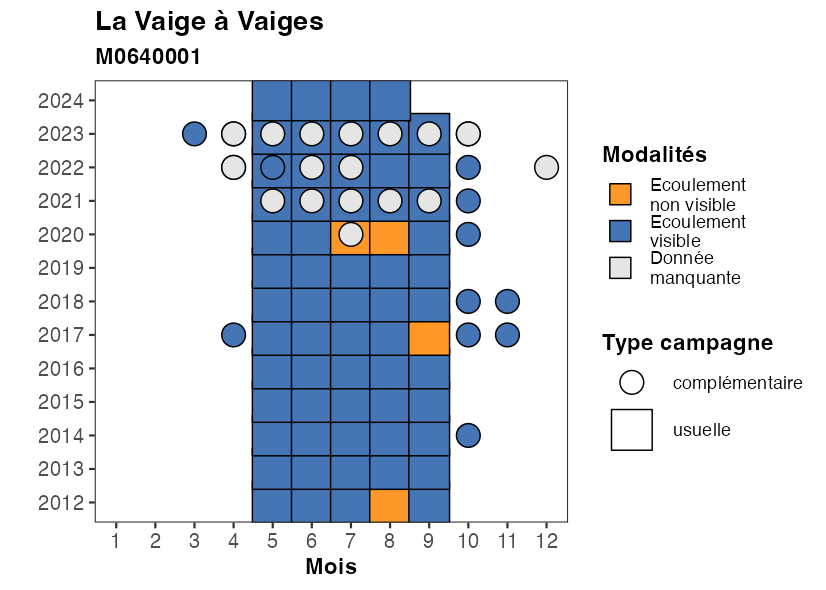 La Vaige à Vaiges
M0640001
2024
2023
2022
2021
2020
2019
2018
2017
2016
2015
2014
2013
2012
1 2 3 4 5 6 7 8 9 10 11 12
Mois
Modalités
Ecoulement
non visible
Ecoulement
visible
Donnée
manquante
Type campagne
complémentaire
usuelle